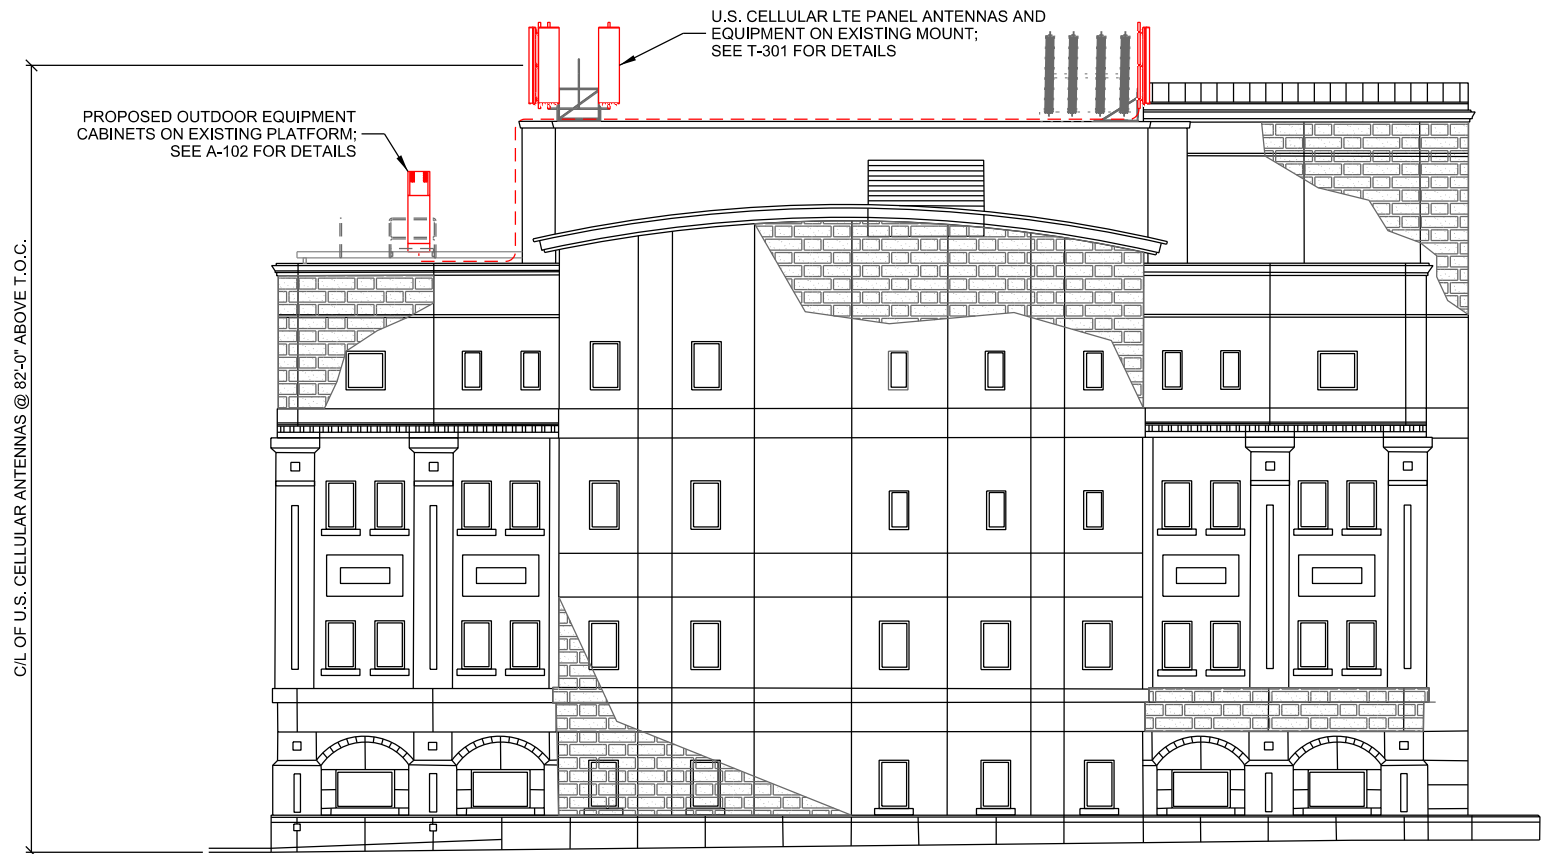 U.S. CELLULAR LTE PANEL ANTENNAS AND
EQUIPMENT ON EXISTING MOUNT;
SEE T-301 FOR DETAILS
PROPOSED OUTDOOR EQUIPMENT
CABINETS ON EXISTING PLATFORM;
SEE A-102 FOR DETAILS
C/L OF U.S. CELLULAR ANTENNAS @ 82'-0" ABOVE T.O.C.